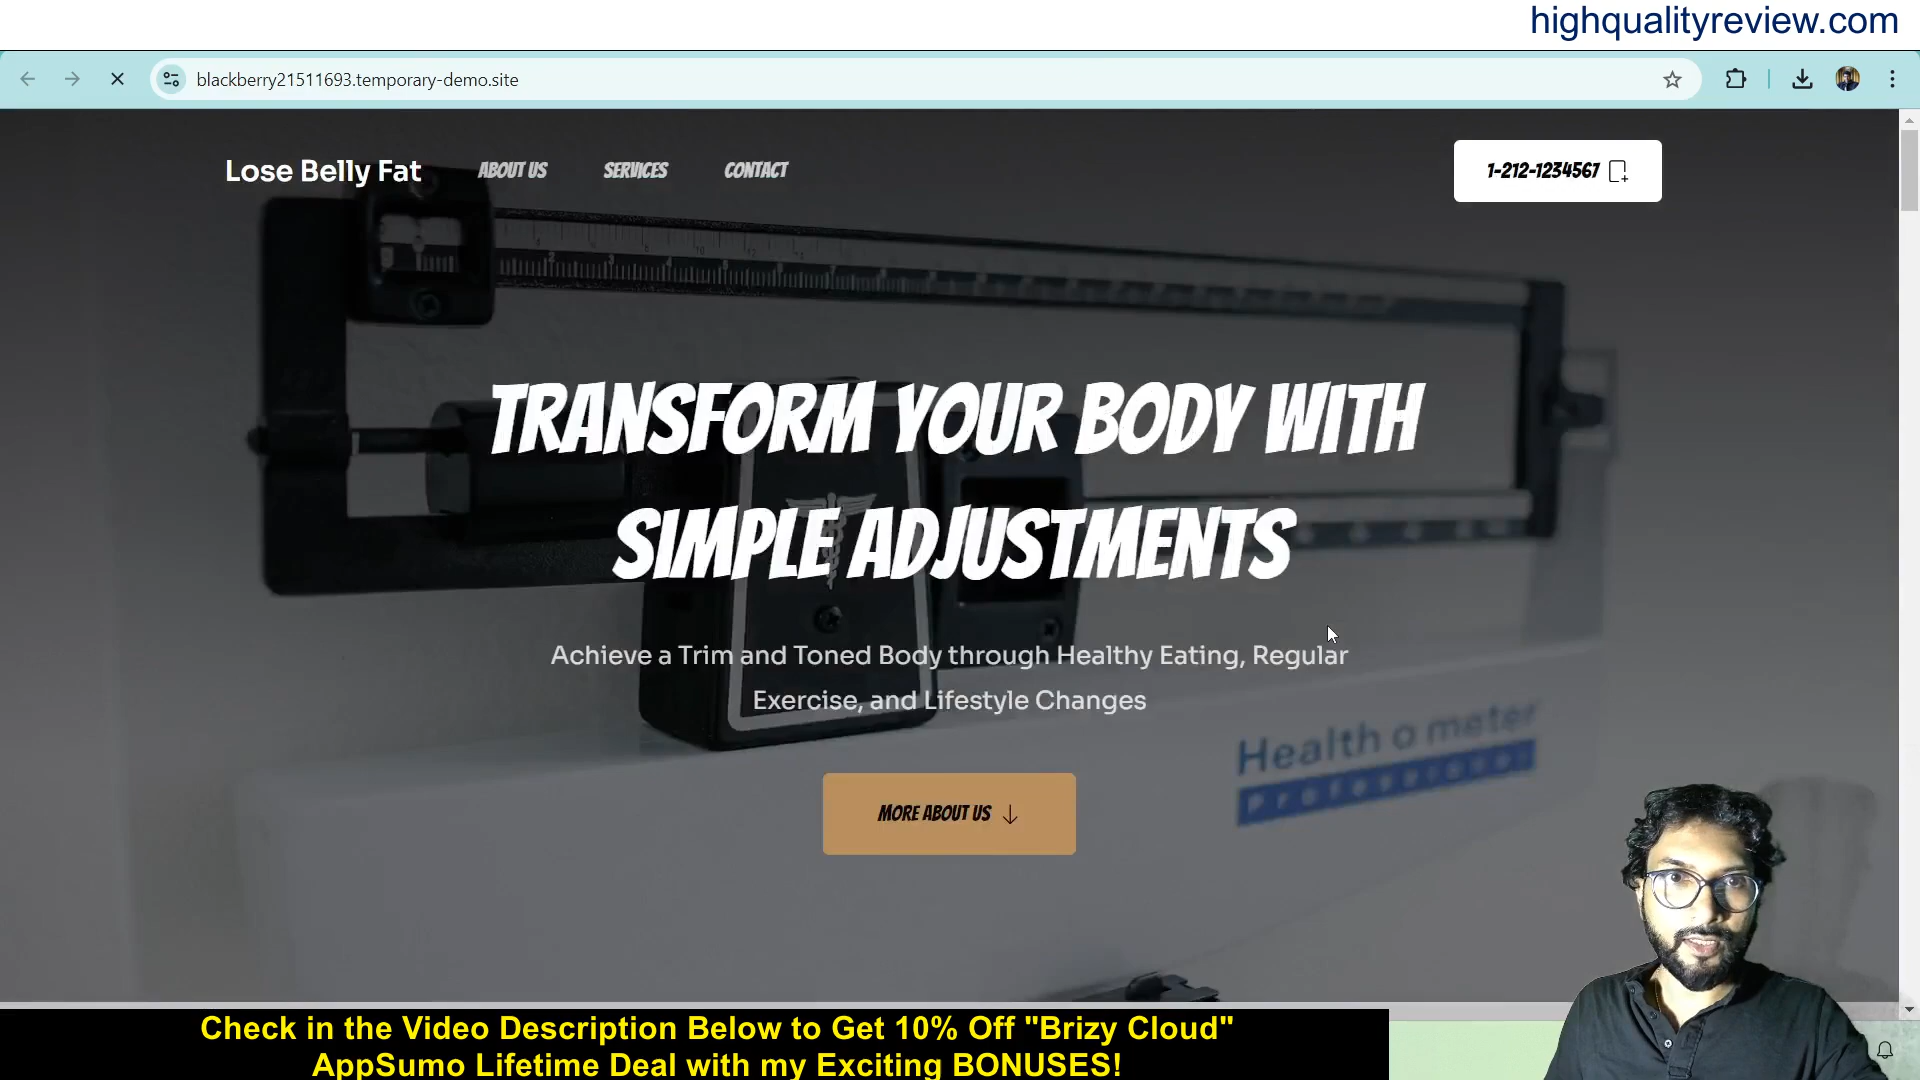 highqualityreview.com
blackberry21511693.temporary-demo.site
Lose Belly Fat
ABOUT US
SERVICES
CONTACT
1-212-1234567
TRANSFORM YOUR BODY WITH
SIMPLE ADJUSTMENTS
Achieve a Trim and Toned Body through Healthy Eating, Regular
Exercise, and Lifestyle Changes
Health o meter
Professional
MORE ABOUT US
Check in the Video Description Below to Get 10% Off "Brizy Cloud"
AppSumo Lifetime Deal with my Exciting BONUSES!